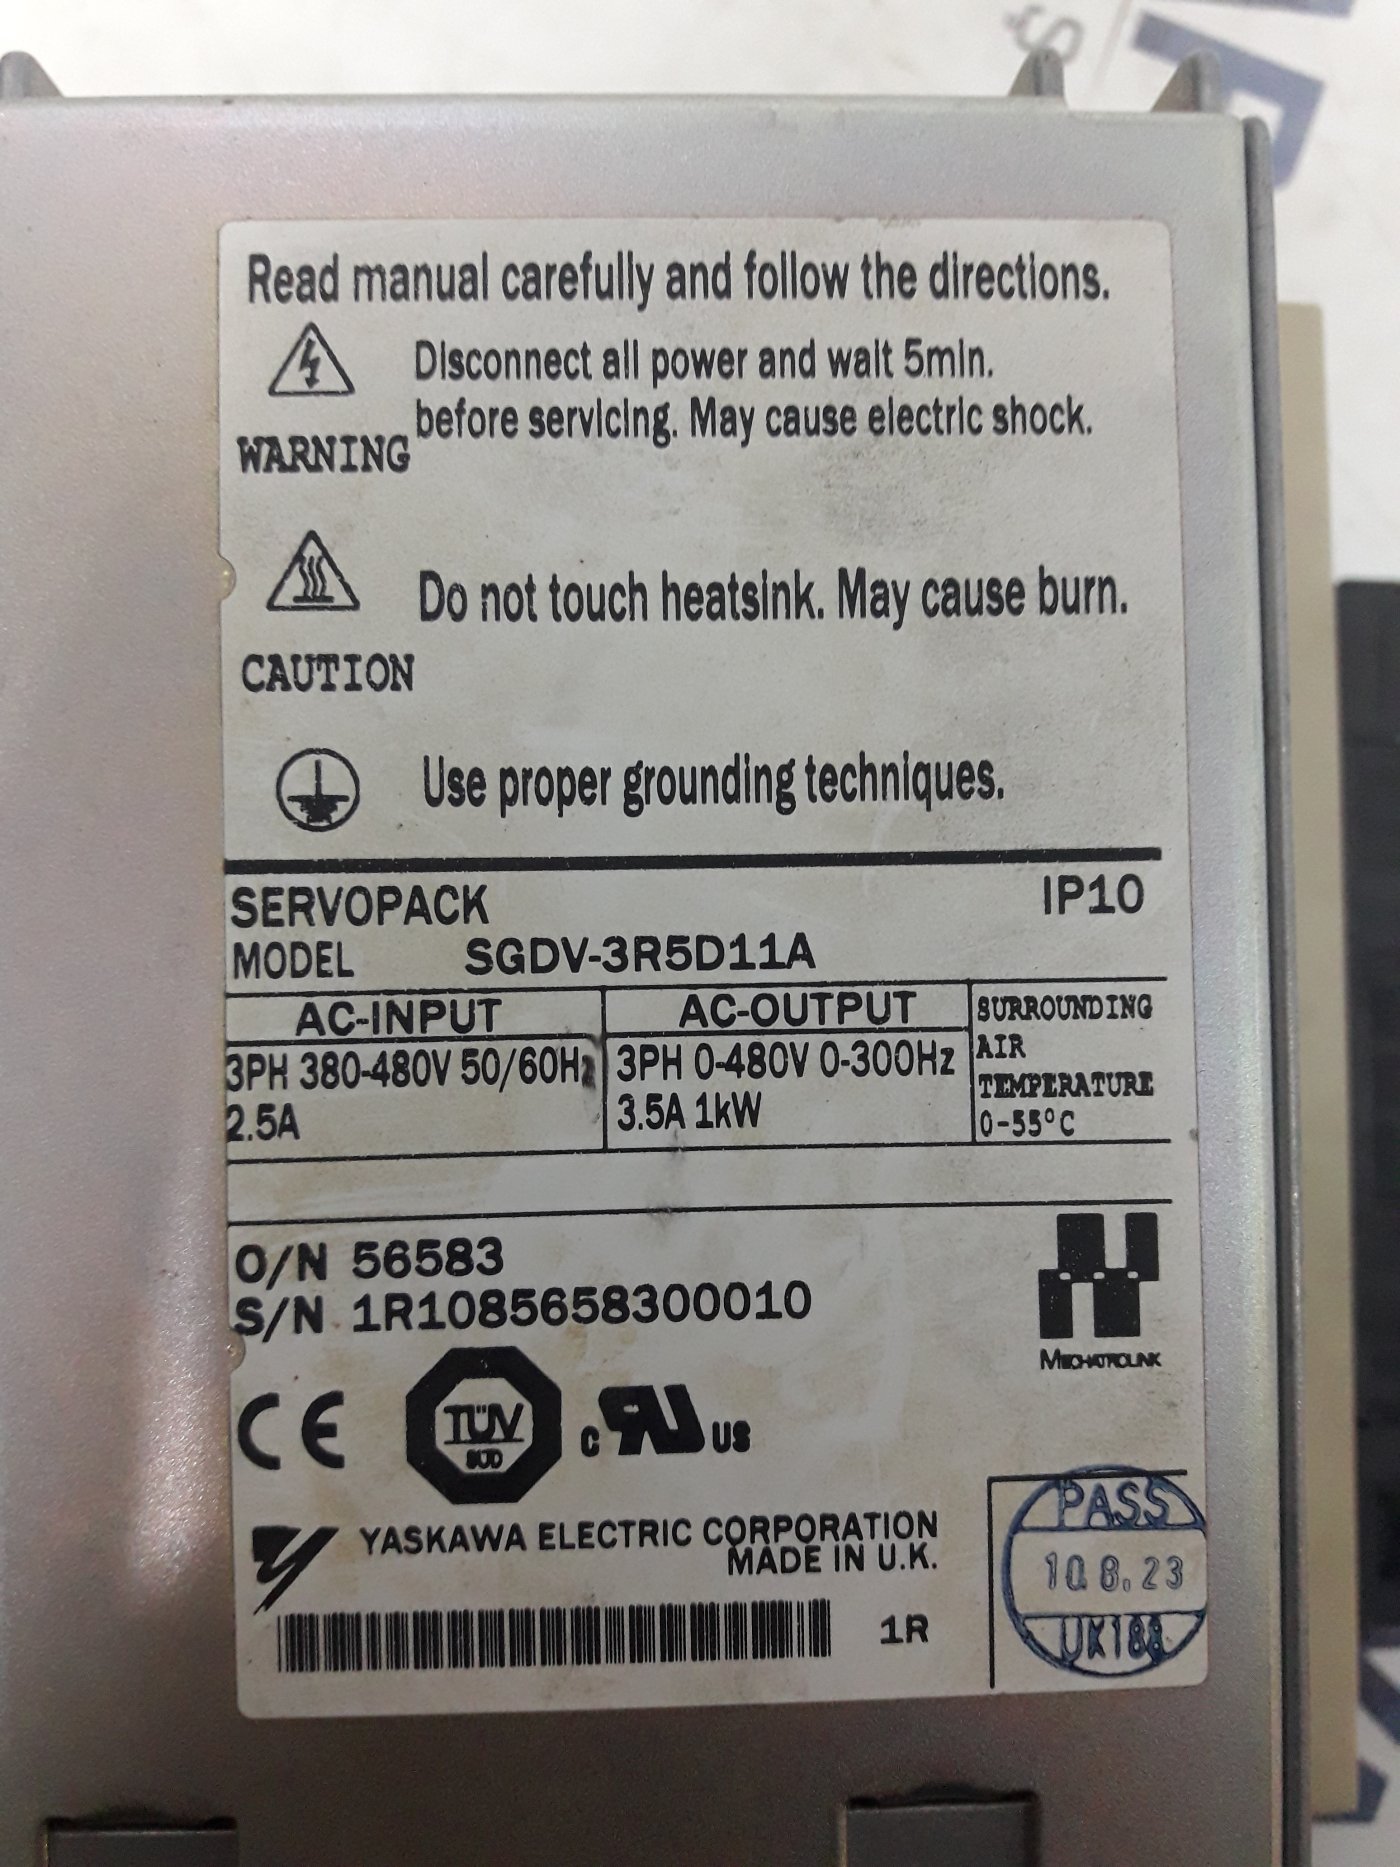 Read manual carefully and follow the directions.
Disconnect all power and wait 5min.
before servicing. May cause electric shock.
WARNING
Do not touch heatsink. May cause burn.
CAUTION
Use proper grounding techniques.
SERVOPACK IP10
MODEL SGDV-3R5D11A
AC-INPUT AC-OUTPUT SURROUNDING
3PH 380-480V 50/60Hz 3PH 0-480V 0-300Hz AIR
TEMPERATURE
2.5A 3.5A 1kW 0-55°C
O/N 56583
S/N 1R1085658300010
MECHATROLINK
CE TÜV SÜD c RU US
YASKAWA ELECTRIC CORPORATION
MADE IN U.K.
1R
PASS
10.8.23
UK188